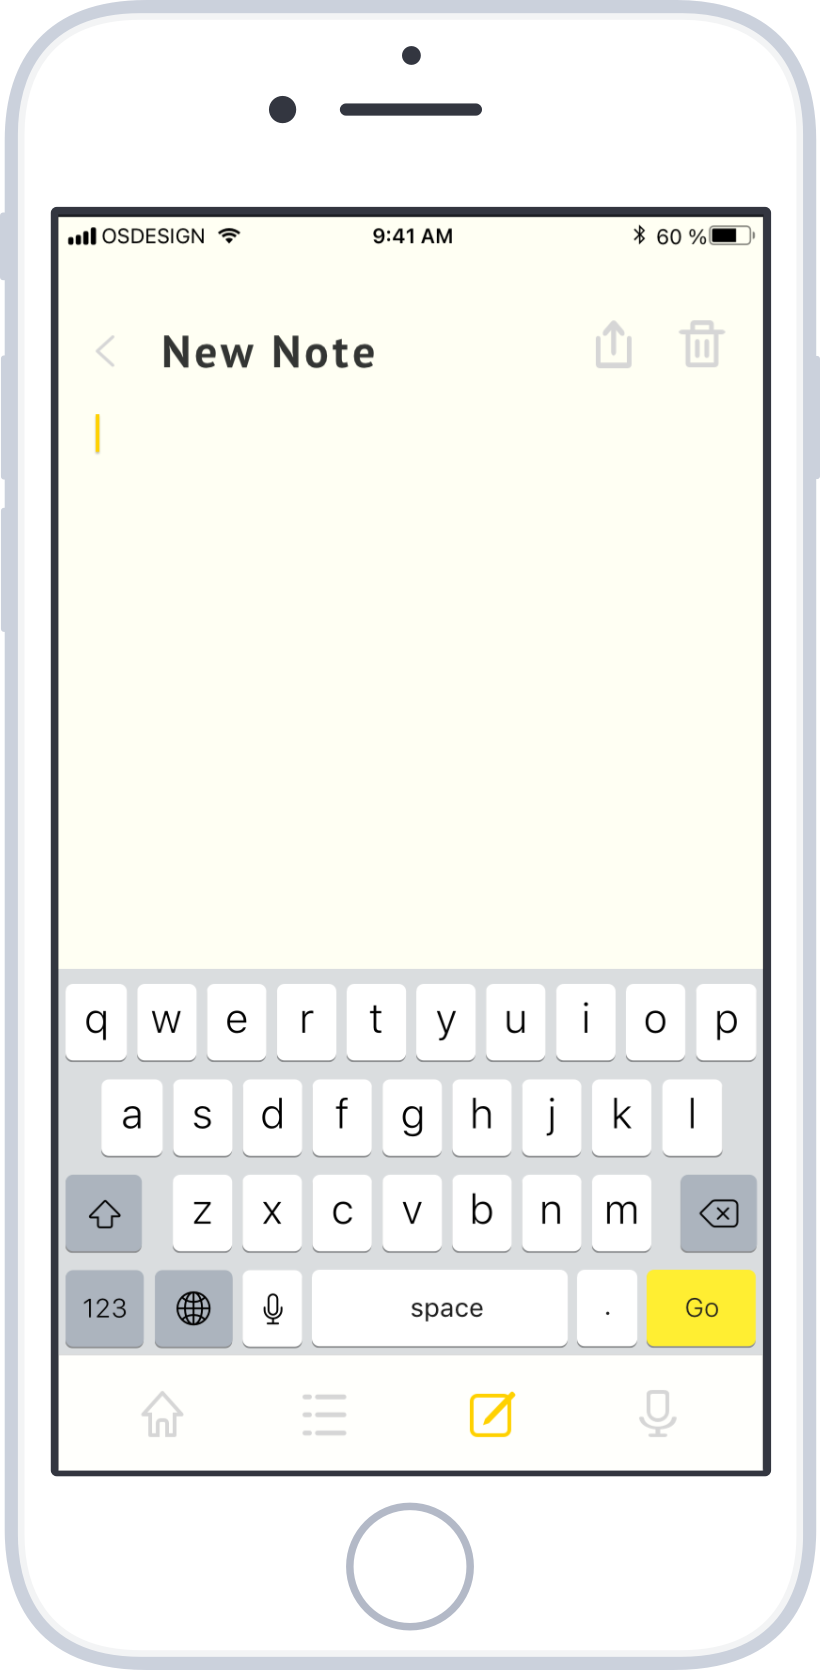 OSDESIGN 9:41 AM 60 %
New Note
q w e r t y u i o p
a s d f g h j k l
z x c v b n m
123 space . Go